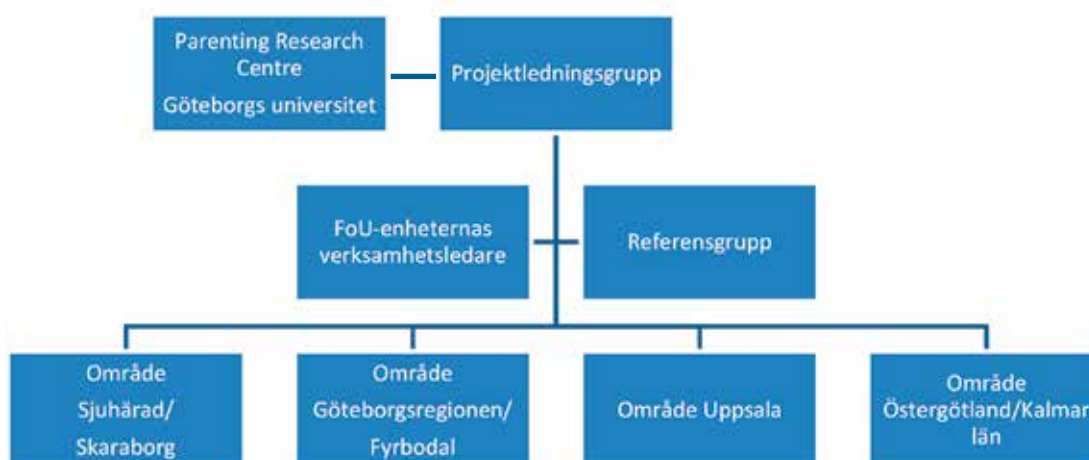 Parenting Research
Centre
Göteborgs universitet
Projektledningsgrupp
FoU-enheternas
verksamhetsledare
Referensgrupp
Område
Sjuhärad/
Skaraborg
Område
Göteborgsregionen/
Fyrbodal
Område Uppsala
Område
Östergötland/Kalmar
län